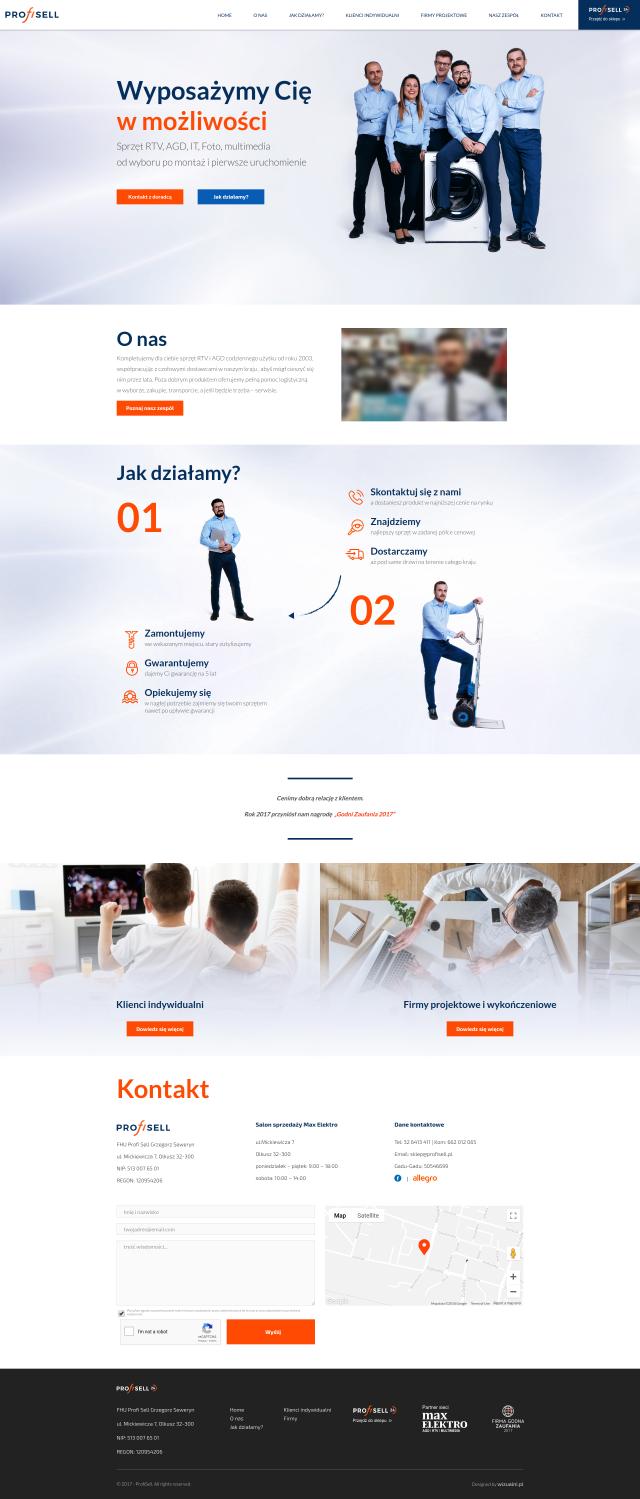 PROfiSELL
HOME O NAS JAK DZIAŁAMY? KLIENCI INDYWIDUALNI FIRMY PROJEKTOWE NASZ ZESPÓŁ KONTAKT
PROfiSELL 24
Przejdź do sklepu »
Wyposażymy Cię
w możliwości
Sprzęt RTV, AGD, IT, Foto, multimedia
od wyboru po montaż i pierwsze uruchomienie
Kontakt z doradcą Jak działamy?
O nas
Kompletujemy dla ciebie sprzęt RTV i AGD codziennego użytku od roku 2003,
współpracując z czołowymi dostawcami w naszym kraju , abyś mógł cieszyć się
nim przez lata. Poza dobrym produktem oferujemy pełną pomoc logistyczną
w wyborze, zakupie, transporcie, a jeśli będzie trzeba – serwisie.
Poznaj nasz zespół
Jak działamy?
01
Skontaktuj się z nami
a dostaniesz produkt w najniższej cenie na rynku
Znajdziemy
najlepszy sprzęt w zadanej półce cenowej
Dostarczamy
aż pod same drzwi na terenie całego kraju
02
Zamontujemy
we wskazanym miejscu, stary zutylizujemy
Gwarantujemy
dajemy Ci gwarancję na 5 lat
Opiekujemy się
w nagłej potrzebie zajmiemy się twoim sprzętem
nawet po upływie gwarancji
Cenimy dobrą relację z klientem.
Rok 2017 przyniósł nam nagrodę „Godni Zaufania 2017”
Klienci indywidualni
Dowiedz się więcej
Firmy projektowe i wykończeniowe
Dowiedz się więcej
Kontakt
PROfiSELL
FHU Profi Sell Grzegorz Seweryn
ul. Mickiewicza 7, Olkusz 32-300
NIP: 513 007 65 01
REGON: 120954206
Salon sprzedaży Max Elektro
ul.Mickiewicza 7
Olkusz 32-300
poniedziałek – piątek: 9:00 – 18:00
sobota: 10:00 – 14:00
Dane kontaktowe
Tel: 32 6413 411 | Kom: 662 012 065
Email: sklep@profisell.pl
Gadu-Gadu: 50546699
f | allegro
Imię i nazwisko
twojadres@email.com
treść wiadomości...
I'm not a robot
reCAPTCHA
Wyślij
Map Satellite
Google
Terms of Use
PROfiSELL 24
FHU Profi Sell Grzegorz Seweryn
ul. Mickiewicza 7, Olkusz 32-300
NIP: 513 007 65 01
REGON: 120954206
Home
O nas
Jak działamy?
Klienci indywidualni
Firmy
PROfiSELL 24
Przejdź do sklepu »
Partner sieci
max
ELEKTRO
AGD I RTV I MULTIMEDIA
FIRMA GODNA
ZAUFANIA
2017
© 2017 - ProfiSell. All rights reserved
Designed by wizualni.pl